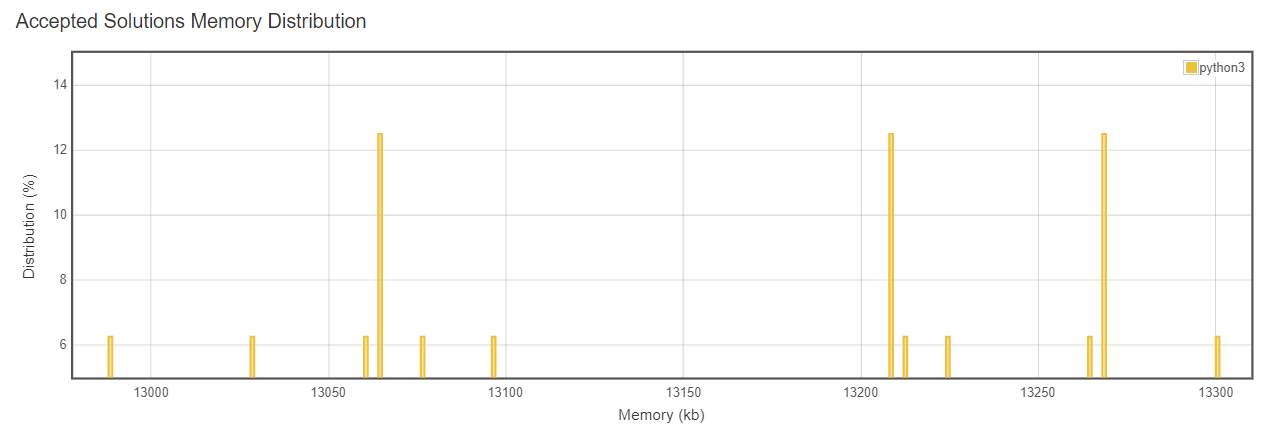 Accepted Solutions Memory Distribution
python3
14
12
10
8
6
Distribution (%)
13000 13050 13100 13150 13200 13250 13300
Memory (kb)